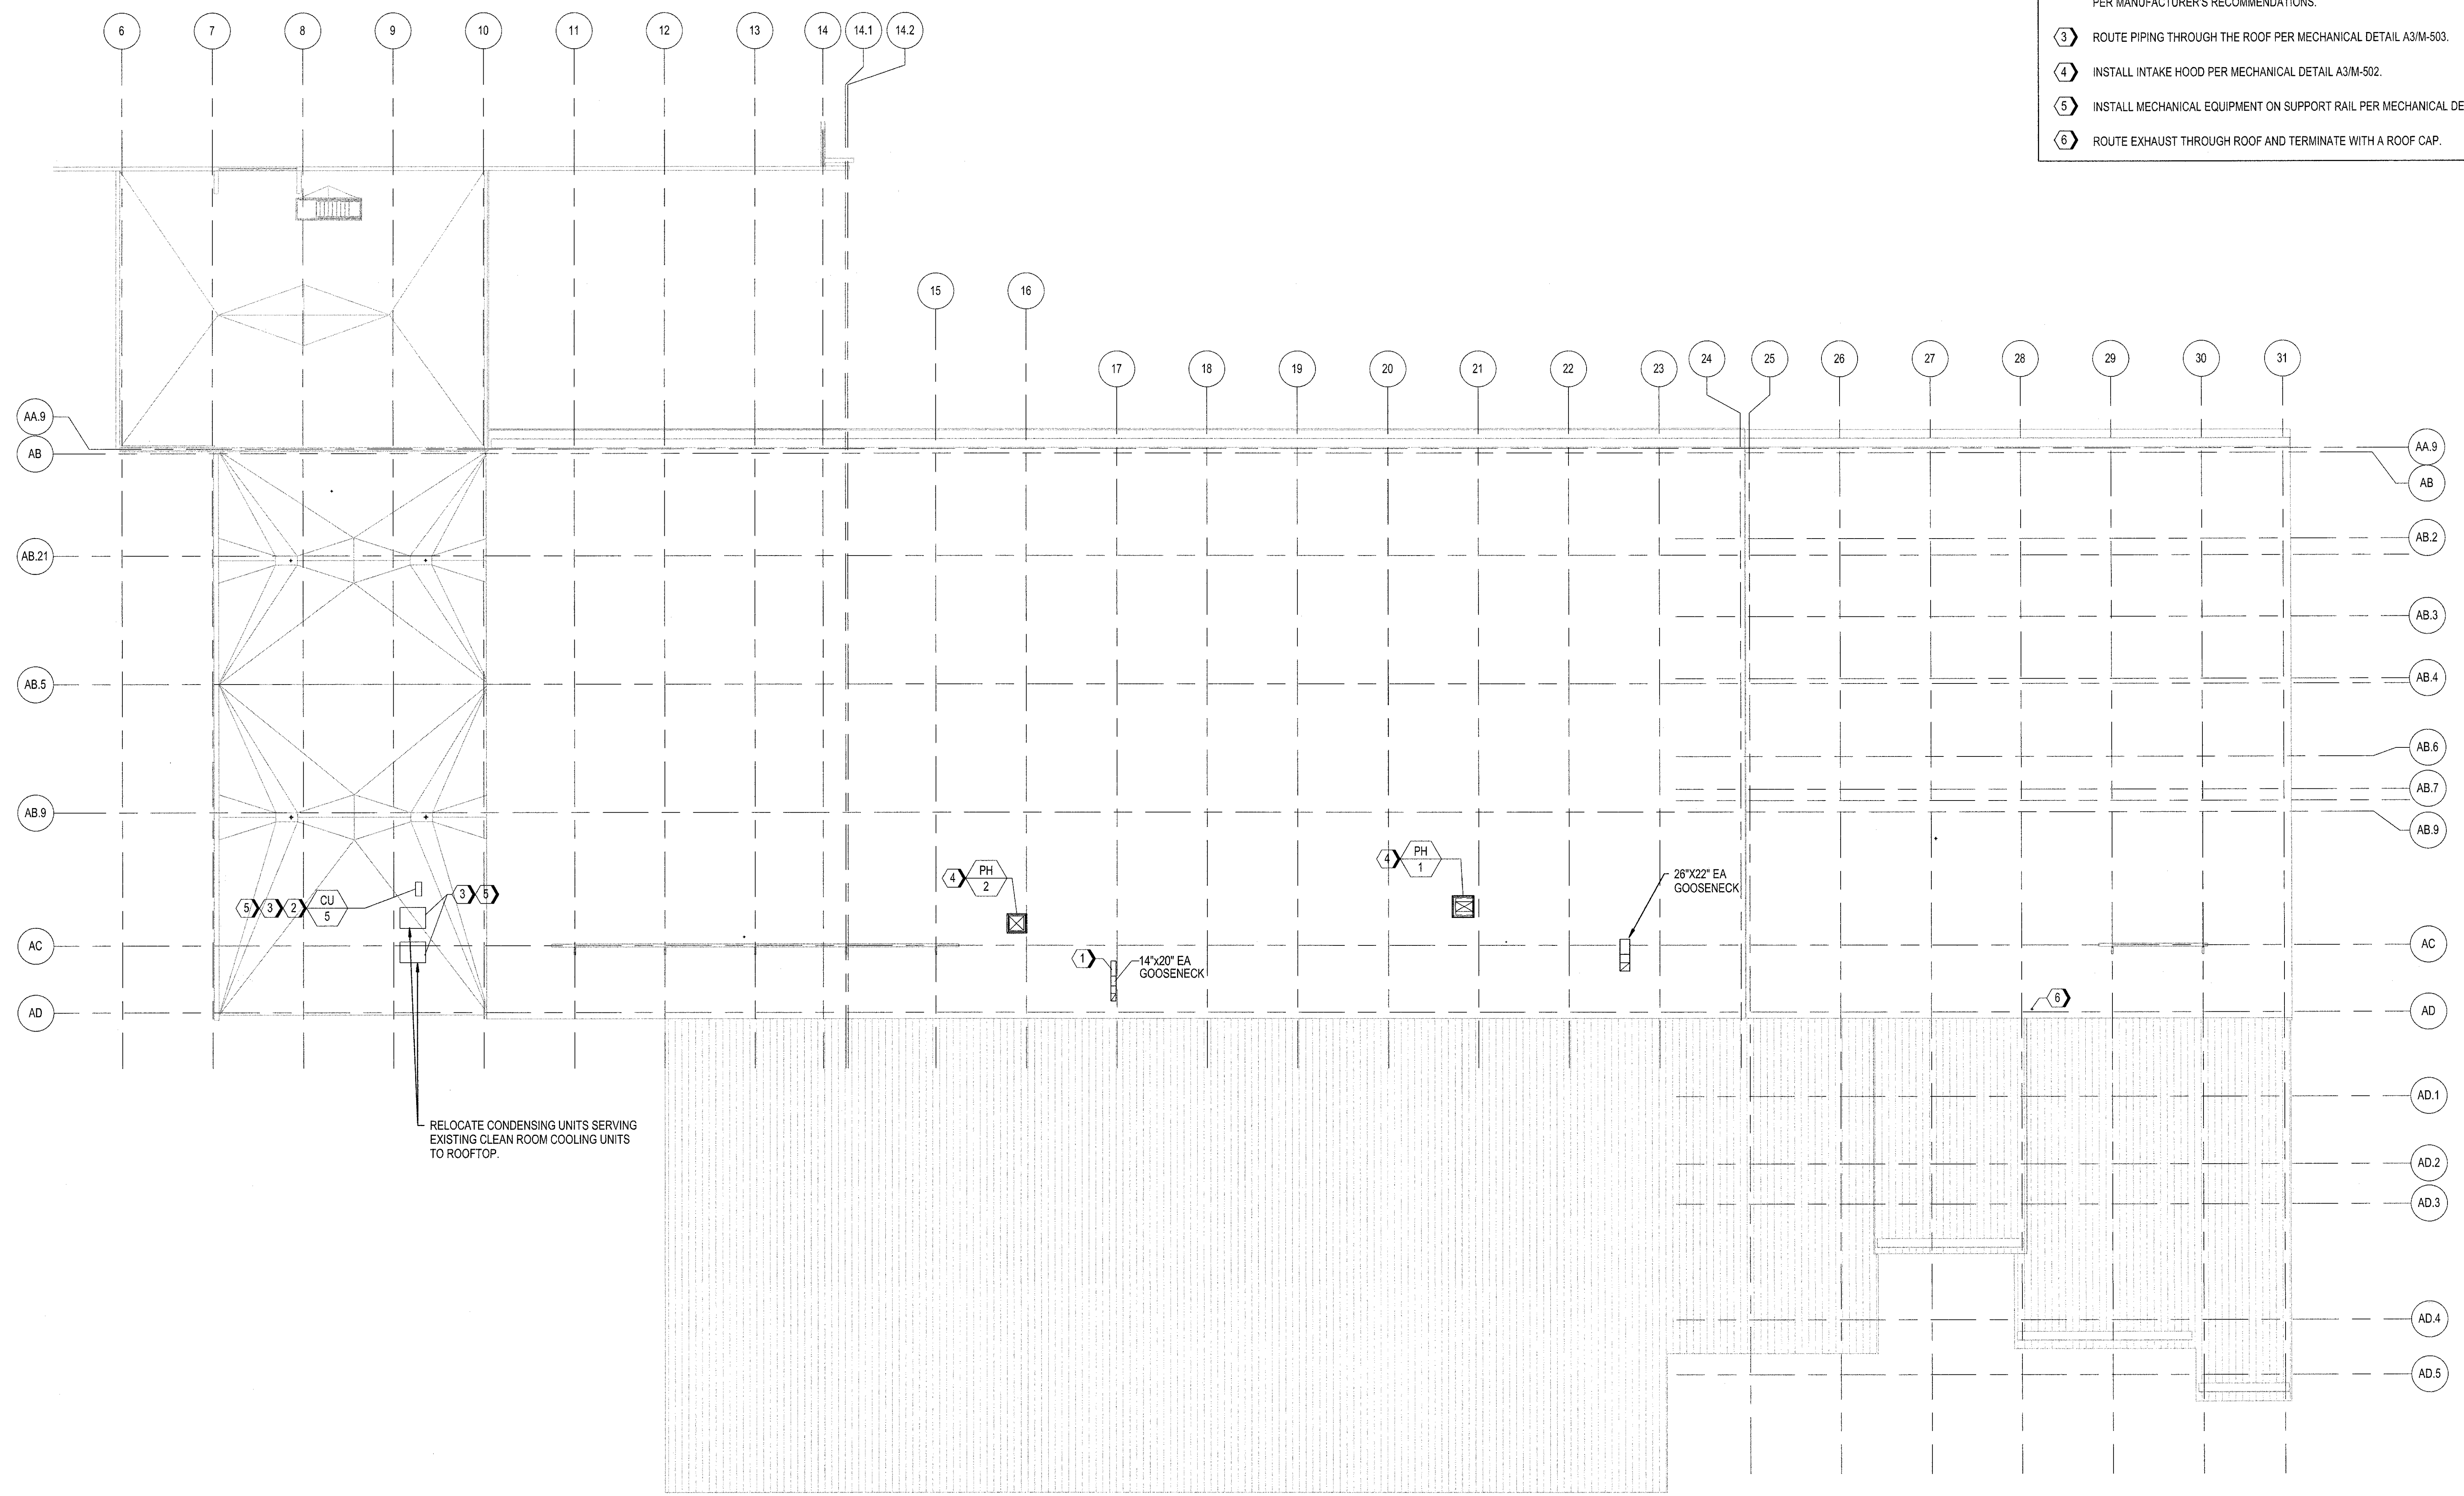 PER MANUFACTURER'S RECOMMENDATIONS.
3 ROUTE PIPING THROUGH THE ROOF PER MECHANICAL DETAIL A3/M-503.
4 INSTALL INTAKE HOOD PER MECHANICAL DETAIL A3/M-502.
5 INSTALL MECHANICAL EQUIPMENT ON SUPPORT RAIL PER MECHANICAL DE
6 ROUTE EXHAUST THROUGH ROOF AND TERMINATE WITH A ROOF CAP.
6 7 8 9 10 11 12 13 14 14.1 14.2
15 16
17 18 19 20 21 22 23 24 25 26 27 28 29 30 31
AA.9
AB
AB.21
AB.5
AB.9
AC
AD
AA.9
AB
AB.2
AB.3
AB.4
AB.6
AB.7
AB.9
AC
AD
AD.1
AD.2
AD.3
AD.4
AD.5
5 3 2 CU
5
3 5
4 PH
2
4 PH
1
26"X22" EA
GOOSENECK
1
14"x20" EA
GOOSENECK
6
RELOCATE CONDENSING UNITS SERVING
EXISTING CLEAN ROOM COOLING UNITS
TO ROOFTOP.